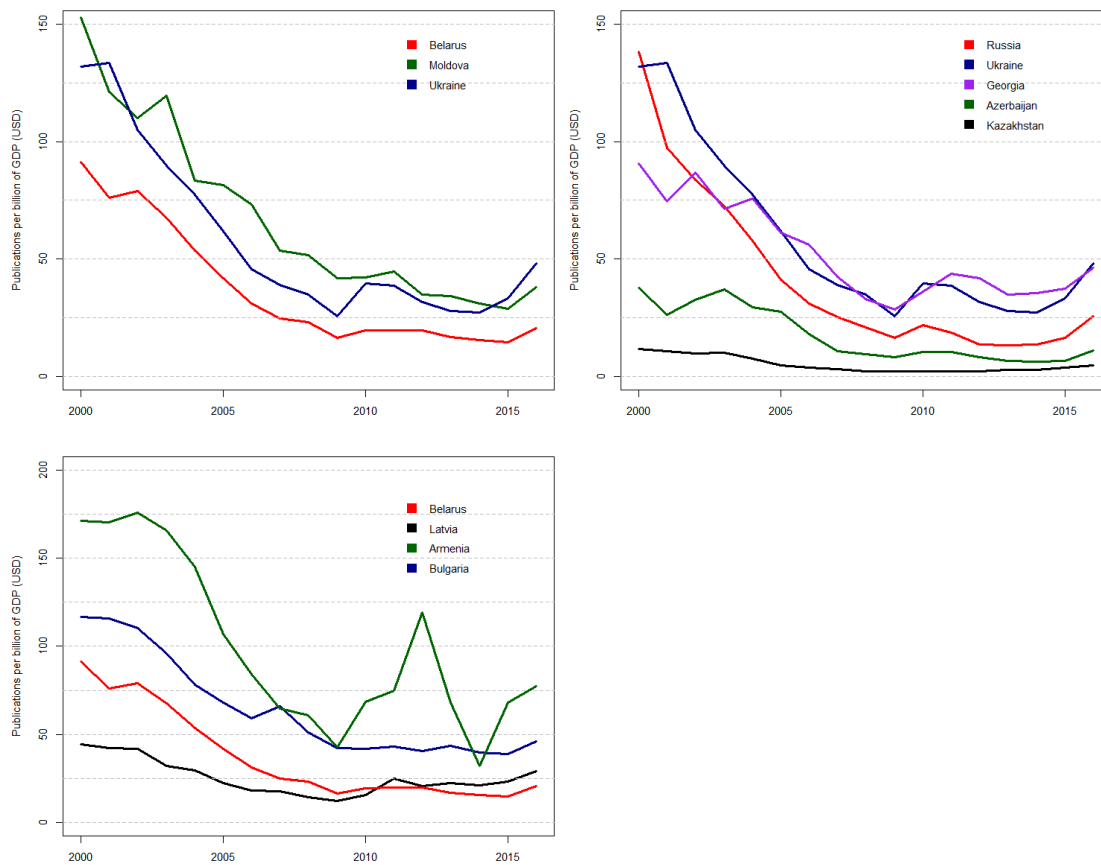 Publications per billion of GDP (USD)
150
100
50
0
Belarus
Moldova
Ukraine
2000
2005
2010
2015
Publications per billion of GDP (USD)
150
100
50
0
Russia
Ukraine
Georgia
Azerbaijan
Kazakhstan
2000
2005
2010
2015
Publications per billion of GDP (USD)
200
150
100
50
0
Belarus
Latvia
Armenia
Bulgaria
2000
2005
2010
2015